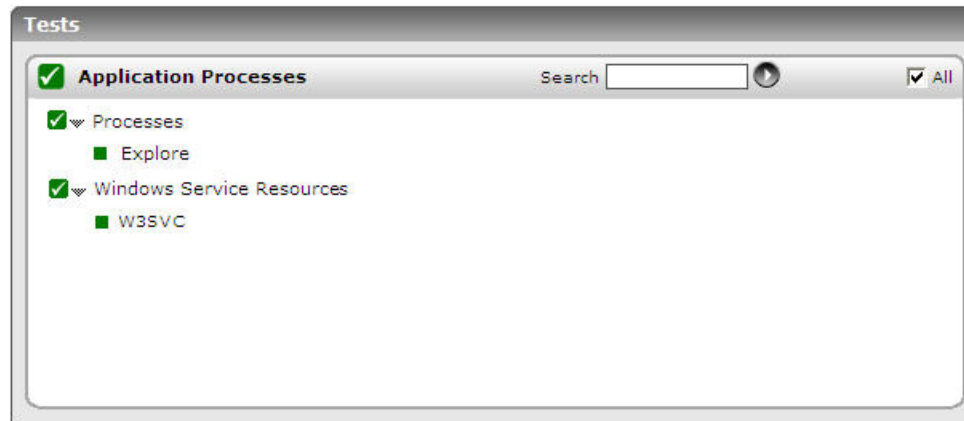 Tests
Application Processes Search All
Processes
Explore
Windows Service Resources
W3SVC